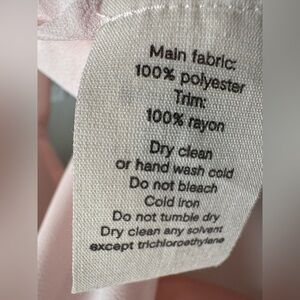 Main fabric:
100% polyester
Trim:
100% rayon
Dry clean
or hand wash cold
Do not bleach
Cold iron
Do not tumble dry
Dry clean any solvent
except trichloroethylene